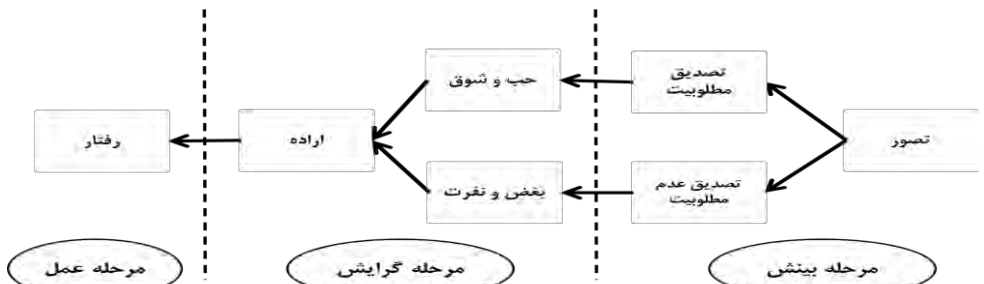 تصور
تصدیق
مطلوبیت
تصدیق عدم
مطلوبیت
حب و شوق
بغض و نفرت
اراده
رفتار
مرحله بینش
مرحله گرایش
مرحله عمل